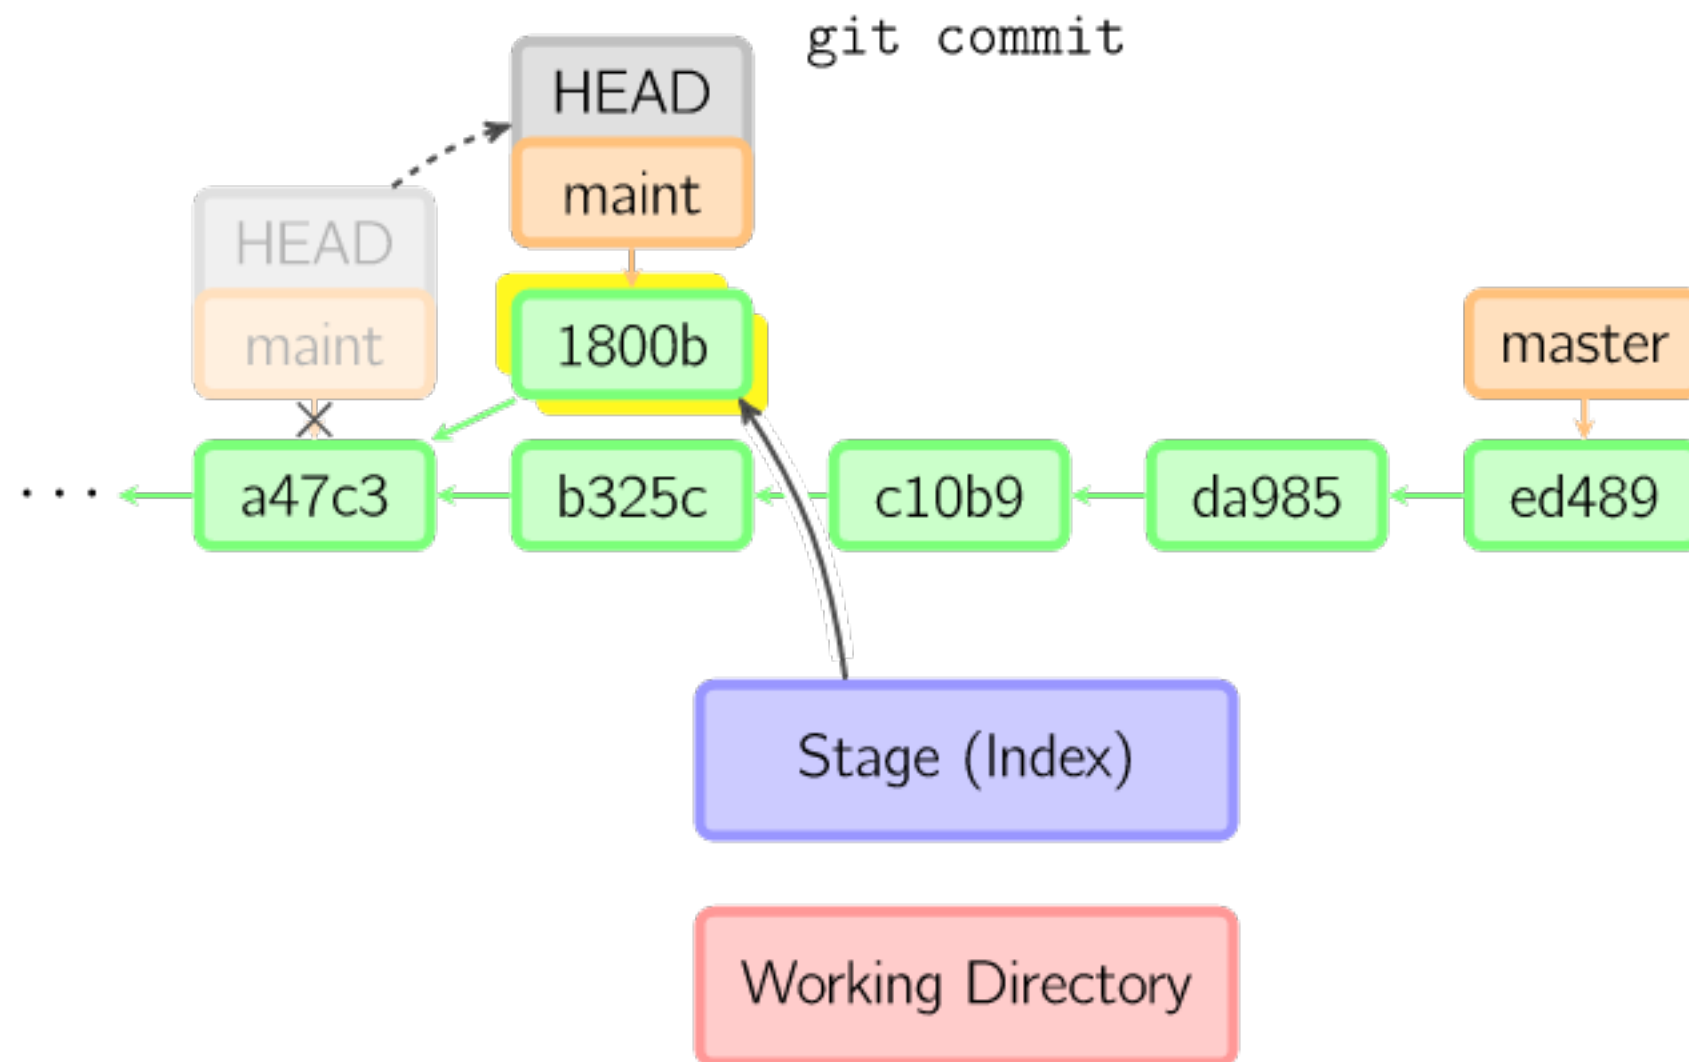 git commit
HEAD
maint
HEAD
maint
1800b
master
... a47c3 b325c c10b9 da985 ed489
Stage (Index)
Working Directory